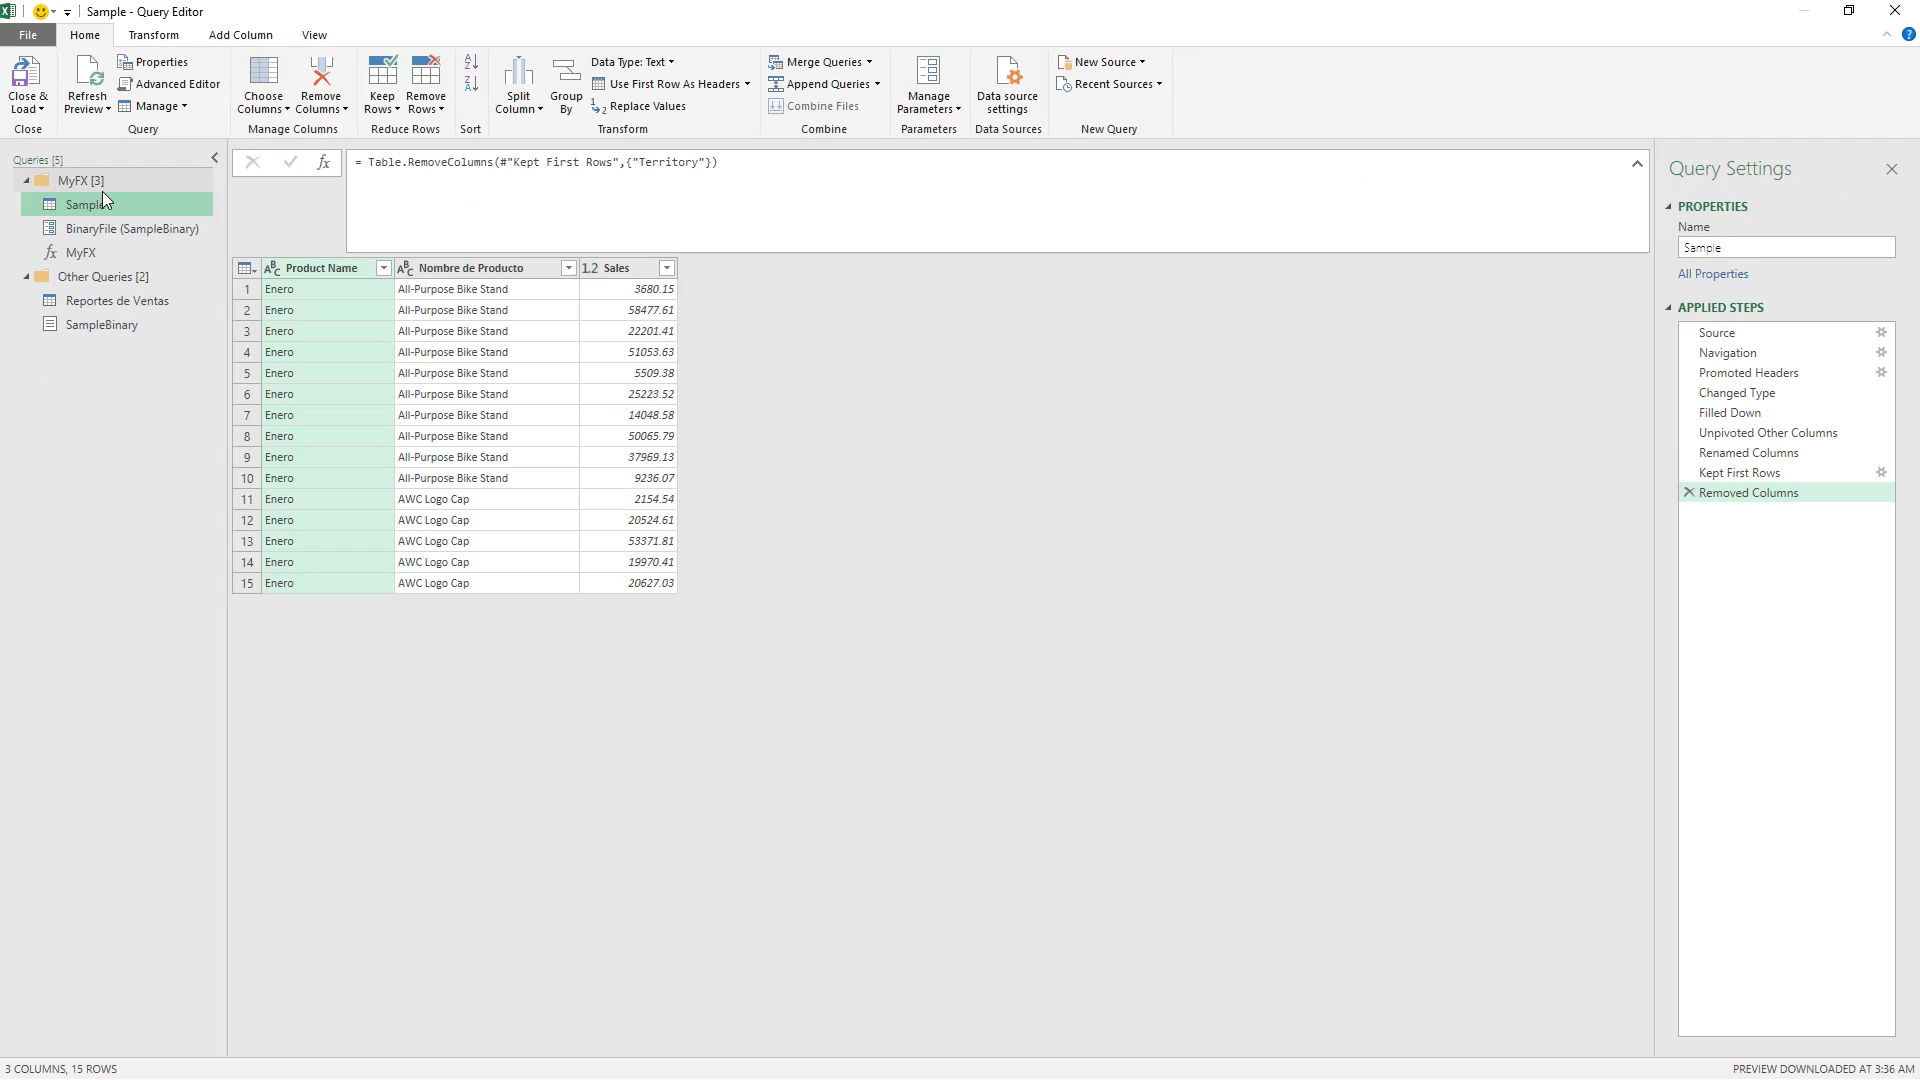 Sample - Query Editor
File Home Transform Add Column View
Close & Load
Refresh Preview
Properties
Advanced Editor
Manage
Choose Columns
Remove Columns
Keep Rows
Remove Rows
Split Column
Group By
Data Type: Text
Use First Row As Headers
Replace Values
Merge Queries
Append Queries
Combine Files
Manage Parameters
Data source settings
New Source
Recent Sources
Close Query Manage Columns Reduce Rows Sort Transform Combine Parameters Data Sources New Query
Queries [5]
MyFX [3]
Sample
BinaryFile (SampleBinary)
fx MyFX
Other Queries [2]
Reportes de Ventas
SampleBinary
fx = Table.RemoveColumns(#"Kept First Rows",{"Territory"})
ABC Product Name ABC Nombre de Producto 1.2 Sales
1 Enero All-Purpose Bike Stand 3680.15
2 Enero All-Purpose Bike Stand 58477.61
3 Enero All-Purpose Bike Stand 22201.41
4 Enero All-Purpose Bike Stand 51053.63
5 Enero All-Purpose Bike Stand 5509.38
6 Enero All-Purpose Bike Stand 25223.52
7 Enero All-Purpose Bike Stand 14048.58
8 Enero All-Purpose Bike Stand 50065.79
9 Enero All-Purpose Bike Stand 37969.13
10 Enero All-Purpose Bike Stand 9236.07
11 Enero AWC Logo Cap 2154.54
12 Enero AWC Logo Cap 20524.61
13 Enero AWC Logo Cap 53371.81
14 Enero AWC Logo Cap 19970.41
15 Enero AWC Logo Cap 20627.03
Query Settings
PROPERTIES
Name
Sample
All Properties
APPLIED STEPS
Source
Navigation
Promoted Headers
Changed Type
Filled Down
Unpivoted Other Columns
Renamed Columns
Kept First Rows
Removed Columns
3 COLUMNS, 15 ROWS
PREVIEW DOWNLOADED AT 3:36 AM